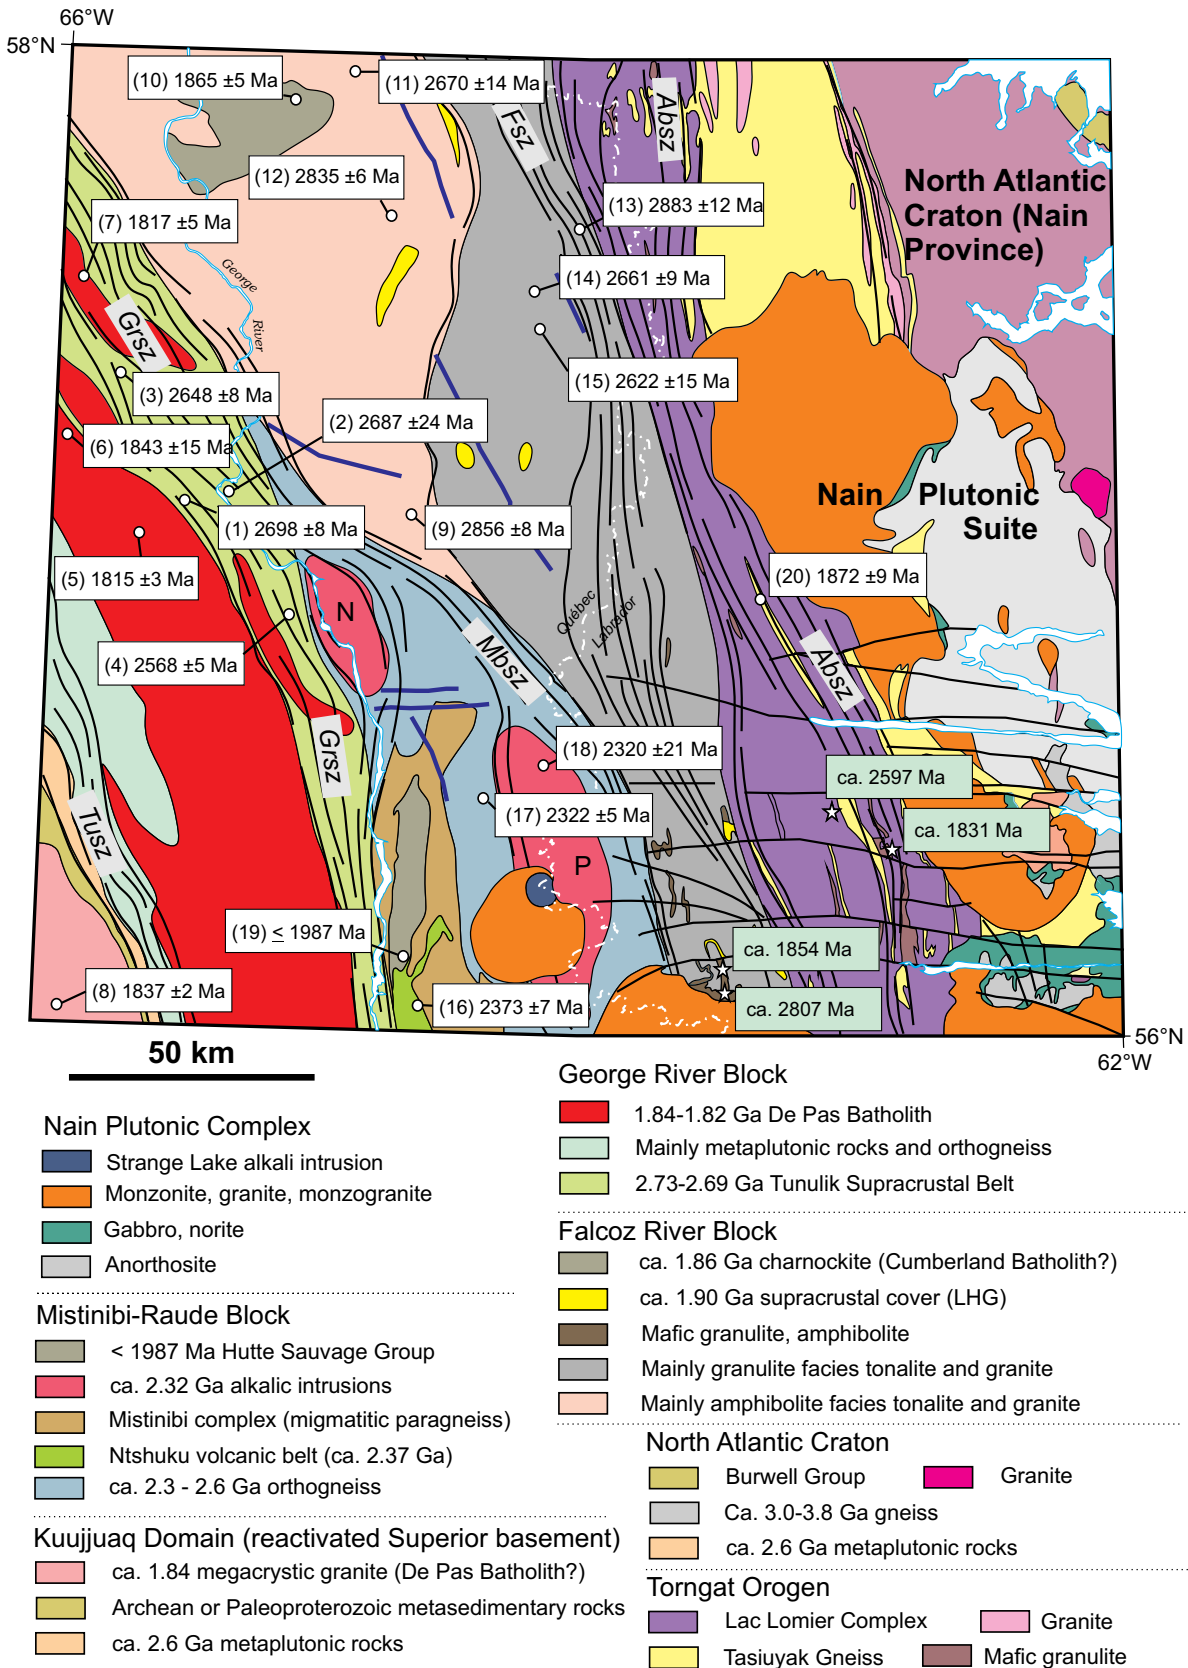 66°W
58°N
(10) 1865 ±5 Ma
(11) 2670 ±14 Ma
Fsz
Absz
(12) 2835 ±6 Ma
North Atlantic
Craton (Nain
Province)
(7) 1817 ±5 Ma
(13) 2883 ±12 Ma
George
River
(14) 2661 ±9 Ma
Grsz
(3) 2648 ±8 Ma
(15) 2622 ±15 Ma
(2) 2687 ±24 Ma
(6) 1843 ±15 Ma
Nain Plutonic
Suite
(1) 2698 ±8 Ma
(9) 2856 ±8 Ma
(5) 1815 ±3 Ma
(20) 1872 ±9 Ma
N
Québec
Labrador
(4) 2568 ±5 Ma
Mbsz
Absz
Grsz
(18) 2320 ±21 Ma
ca. 2597 Ma
Tusz
(17) 2322 ±5 Ma
ca. 1831 Ma
P
(19) < 1987 Ma
ca. 1854 Ma
(8) 1837 ±2 Ma
(16) 2373 ±7 Ma
ca. 2807 Ma
56°N
62°W
50 km
Nain Plutonic Complex
Strange Lake alkali intrusion
Monzonite, granite, monzogranite
Gabbro, norite
Anorthosite
Mistinibi-Raude Block
< 1987 Ma Hutte Sauvage Group
ca. 2.32 Ga alkalic intrusions
Mistinibi complex (migmatitic paragneiss)
Ntshuku volcanic belt (ca. 2.37 Ga)
ca. 2.3 - 2.6 Ga orthogneiss
Kuujjuaq Domain (reactivated Superior basement)
ca. 1.84 megacrystic granite (De Pas Batholith?)
Archean or Paleoproterozoic metasedimentary rocks
ca. 2.6 Ga metaplutonic rocks
George River Block
1.84-1.82 Ga De Pas Batholith
Mainly metaplutonic rocks and orthogneiss
2.73-2.69 Ga Tunulik Supracrustal Belt
Falcoz River Block
ca. 1.86 Ga charnockite (Cumberland Batholith?)
ca. 1.90 Ga supracrustal cover (LHG)
Mafic granulite, amphibolite
Mainly granulite facies tonalite and granite
Mainly amphibolite facies tonalite and granite
North Atlantic Craton
Burwell Group Granite
Ca. 3.0-3.8 Ga gneiss
ca. 2.6 Ga metaplutonic rocks
Torngat Orogen
Lac Lomier Complex Granite
Tasiuyak Gneiss Mafic granulite